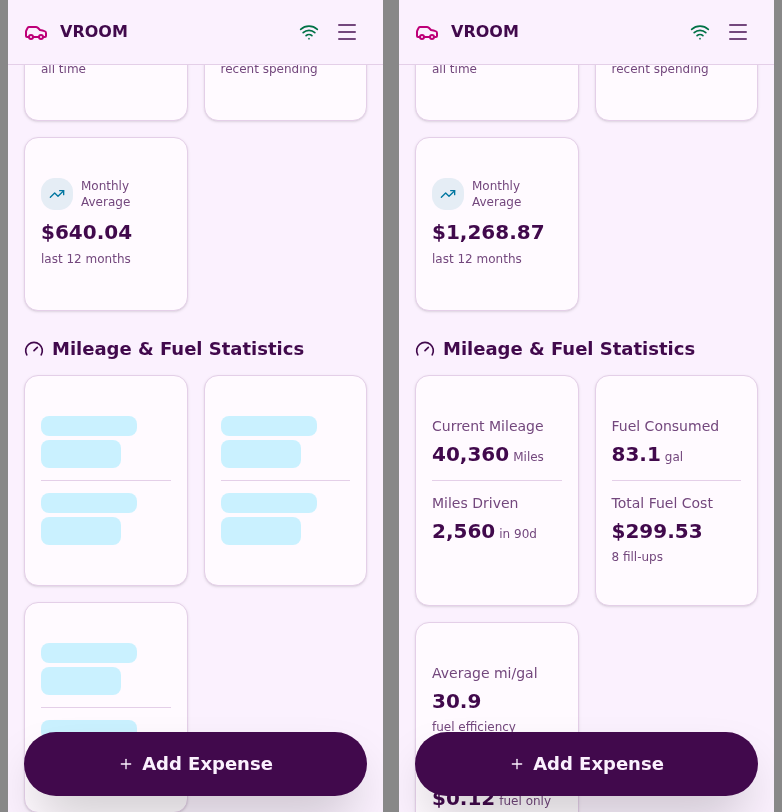 VROOM
all time
recent spending
Monthly
Average
$640.04
last 12 months
Mileage & Fuel Statistics
+ Add Expense
VROOM
all time
recent spending
Monthly
Average
$1,268.87
last 12 months
Mileage & Fuel Statistics
Current Mileage
40,360 Miles
Miles Driven
2,560 in 90d
Fuel Consumed
83.1 gal
Total Fuel Cost
$299.53
8 fill-ups
Average mi/gal
30.9
fuel efficiency
+ Add Expense
$0.12 fuel only